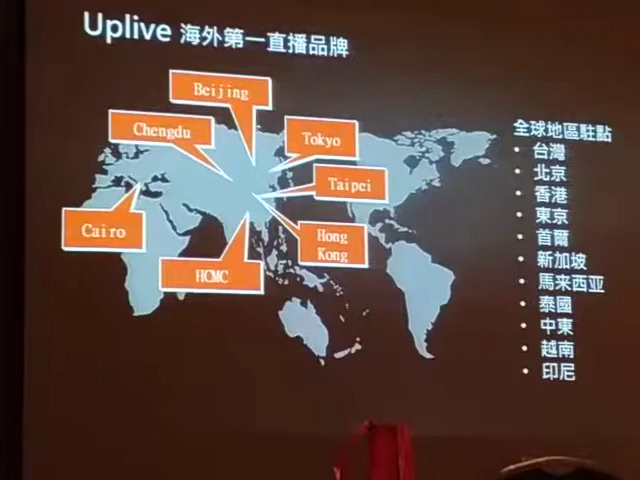 Uplive 海外第一直播品牌
Beijing
Chengdu
Tokyo
Taipei
Cairo
Hong
Kong
HCMC
全球地區駐點
• 台灣
• 北京
• 香港
• 東京
• 首爾
• 新加坡
• 馬来西亚
• 泰國
• 中東
• 越南
• 印尼